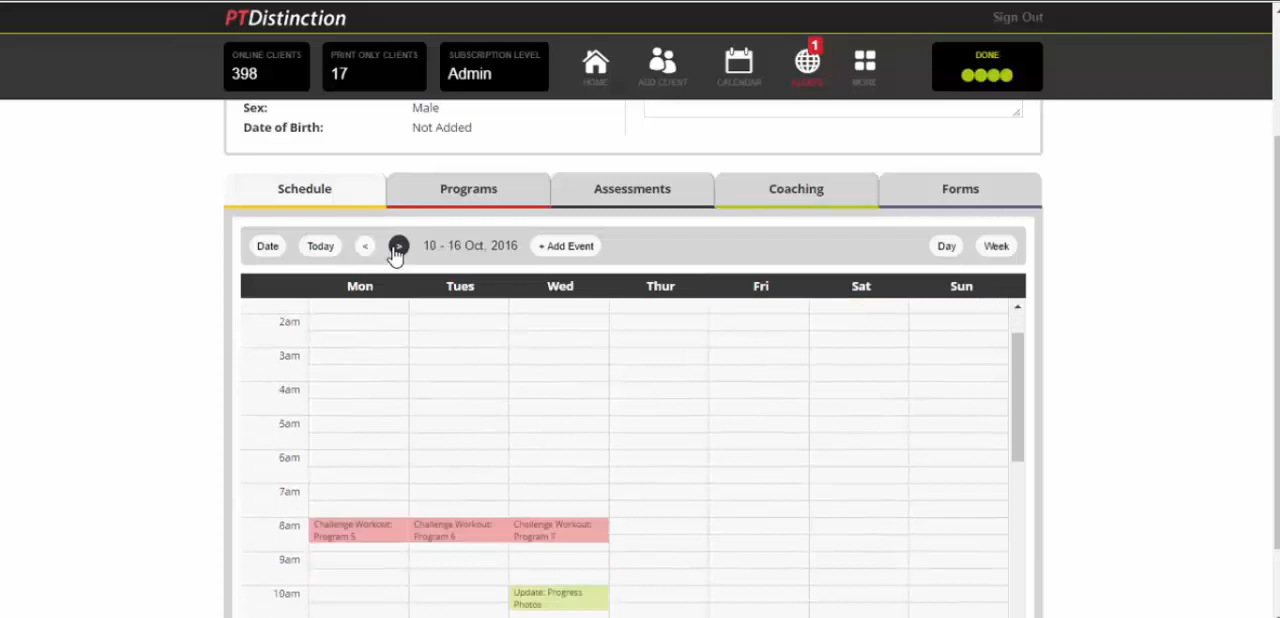 PTDistinction
Sign Out
ONLINE CLIENTS
398
PRINT ONLY CLIENTS
17
SUBSCRIPTION LEVEL
Admin
HOME
ADD CLIENT
CALENDAR
1
ALERTS
MORE
DONE
Sex: Male
Date of Birth: Not Added
Schedule Programs Assessments Coaching Forms
Date Today < > 10 - 16 Oct, 2016 + Add Event Day Week
Mon Tues Wed Thur Fri Sat Sun
2am
3am
4am
5am
6am
7am
8am
Challenge Workout:
Program 5
Challenge Workout:
Program 6
Challenge Workout:
Program 7
9am
10am
Update: Progress
Photos